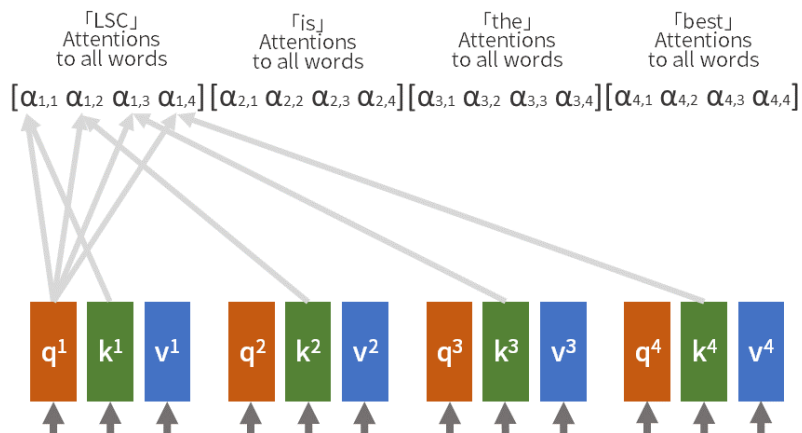 「LSC」
Attentions
to all words
「is」
Attentions
to all words
「the」
Attentions
to all words
「best」
Attentions
to all words
[α1,1 α1,2 α1,3 α1,4][α2,1 α2,2 α2,3 α2,4][α3,1 α3,2 α3,3 α3,4][α4,1 α4,2 α4,3 α4,4]
q¹ k¹ v¹ q² k² v² q³ k³ v³ q⁴ k⁴ v⁴